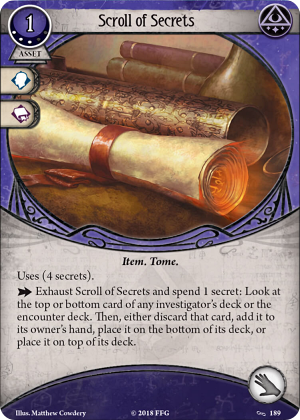 1
Scroll of Secrets
ASSET
Item. Tome.
Uses (4 secrets).
Exhaust Scroll of Secrets and spend 1 secret: Look at
the top or bottom card of any investigator's deck or the
encounter deck. Then, either discard that card, add it to
its owner's hand, place it on the bottom of its deck, or
place it on top of its deck.
Illus. Matthew Cowdery © 2018 FFG 189